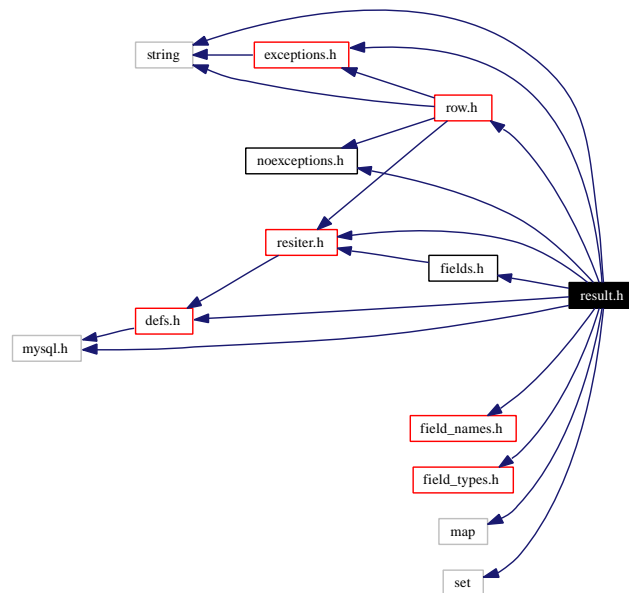 string
exceptions.h
row.h
noexceptions.h
resiter.h
fields.h
result.h
defs.h
mysql.h
field_names.h
field_types.h
map
set